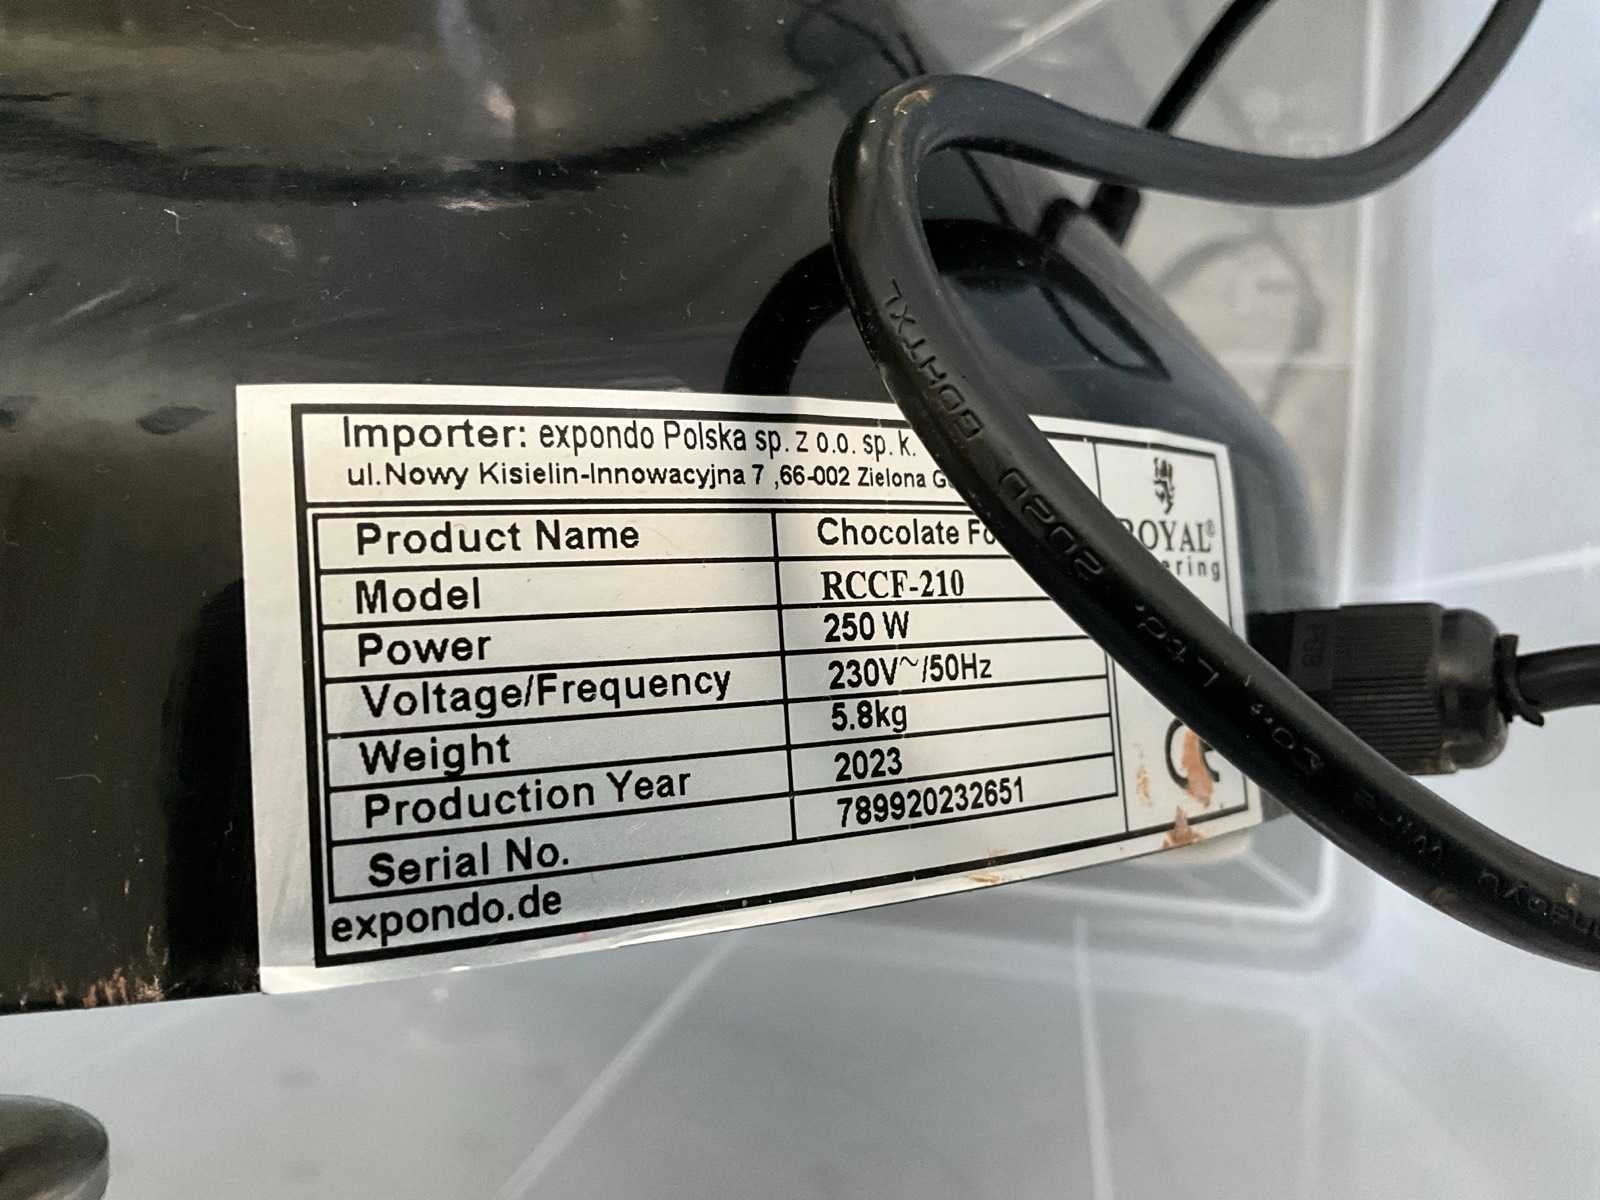 Importer: expondo Polska sp. z o.o. sp. k.
ul.Nowy Kisielin-Innowacyjna 7 ,66-002 Zielona
Product Name Chocolate
Model RCCF-210
Power 250 W
Voltage/Frequency 230V~/50Hz
Weight 5.8kg
Production Year 2023
Serial No. 789920232651
expondo.de
ROYAL®
CE